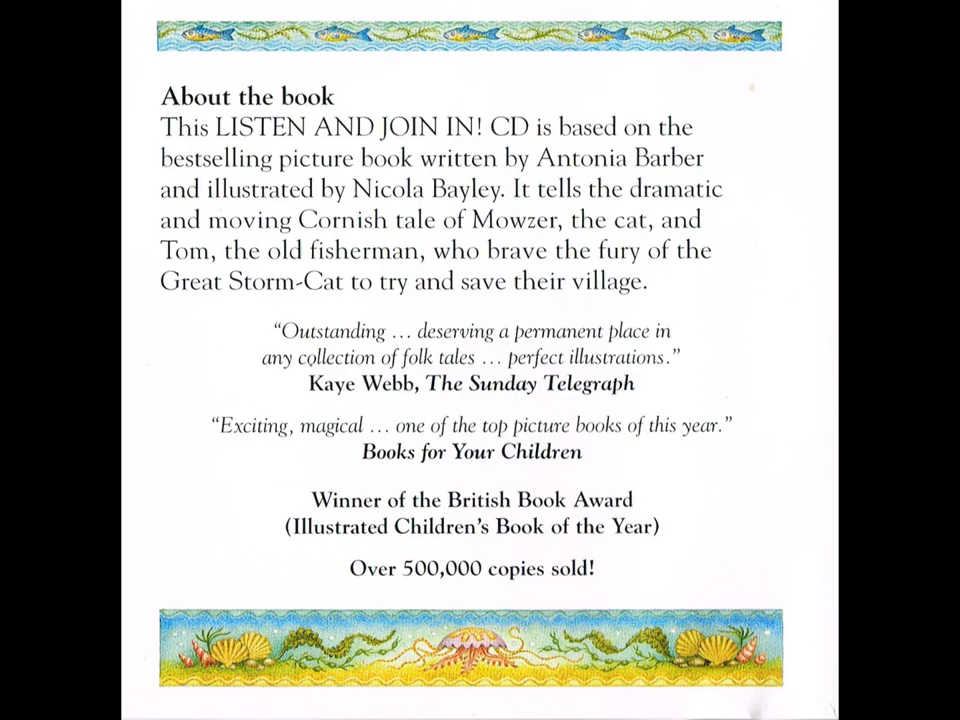 About the book
This LISTEN AND JOIN IN! CD is based on the
bestselling picture book written by Antonia Barber
and illustrated by Nicola Bayley. It tells the dramatic
and moving Cornish tale of Mowzer, the cat, and
Tom, the old fisherman, who brave the fury of the
Great Storm-Cat to try and save their village.
“Outstanding … deserving a permanent place in
any collection of folk tales … perfect illustrations.”
Kaye Webb, The Sunday Telegraph
“Exciting, magical … one of the top picture books of this year.”
Books for Your Children
Winner of the British Book Award
(Illustrated Children’s Book of the Year)
Over 500,000 copies sold!